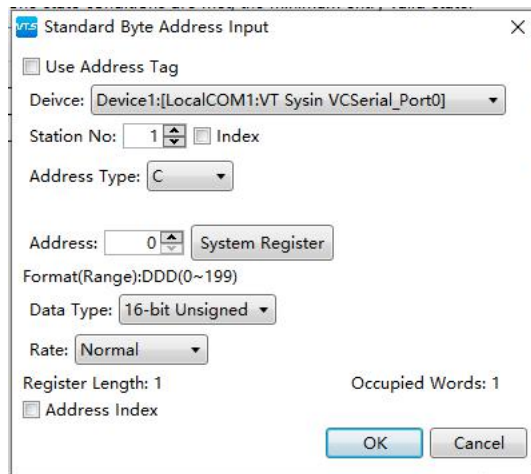 VTS Standard Byte Address Input
Use Address Tag
Deivce: Device1:[LocalCOM1:VT Sysin VCSerial_Port0]
Station No: 1 Index
Address Type: C
Address: 0 System Register
Format(Range):DDD(0~199)
Data Type: 16-bit Unsigned
Rate: Normal
Register Length: 1 Occupied Words: 1
Address Index
OK Cancel